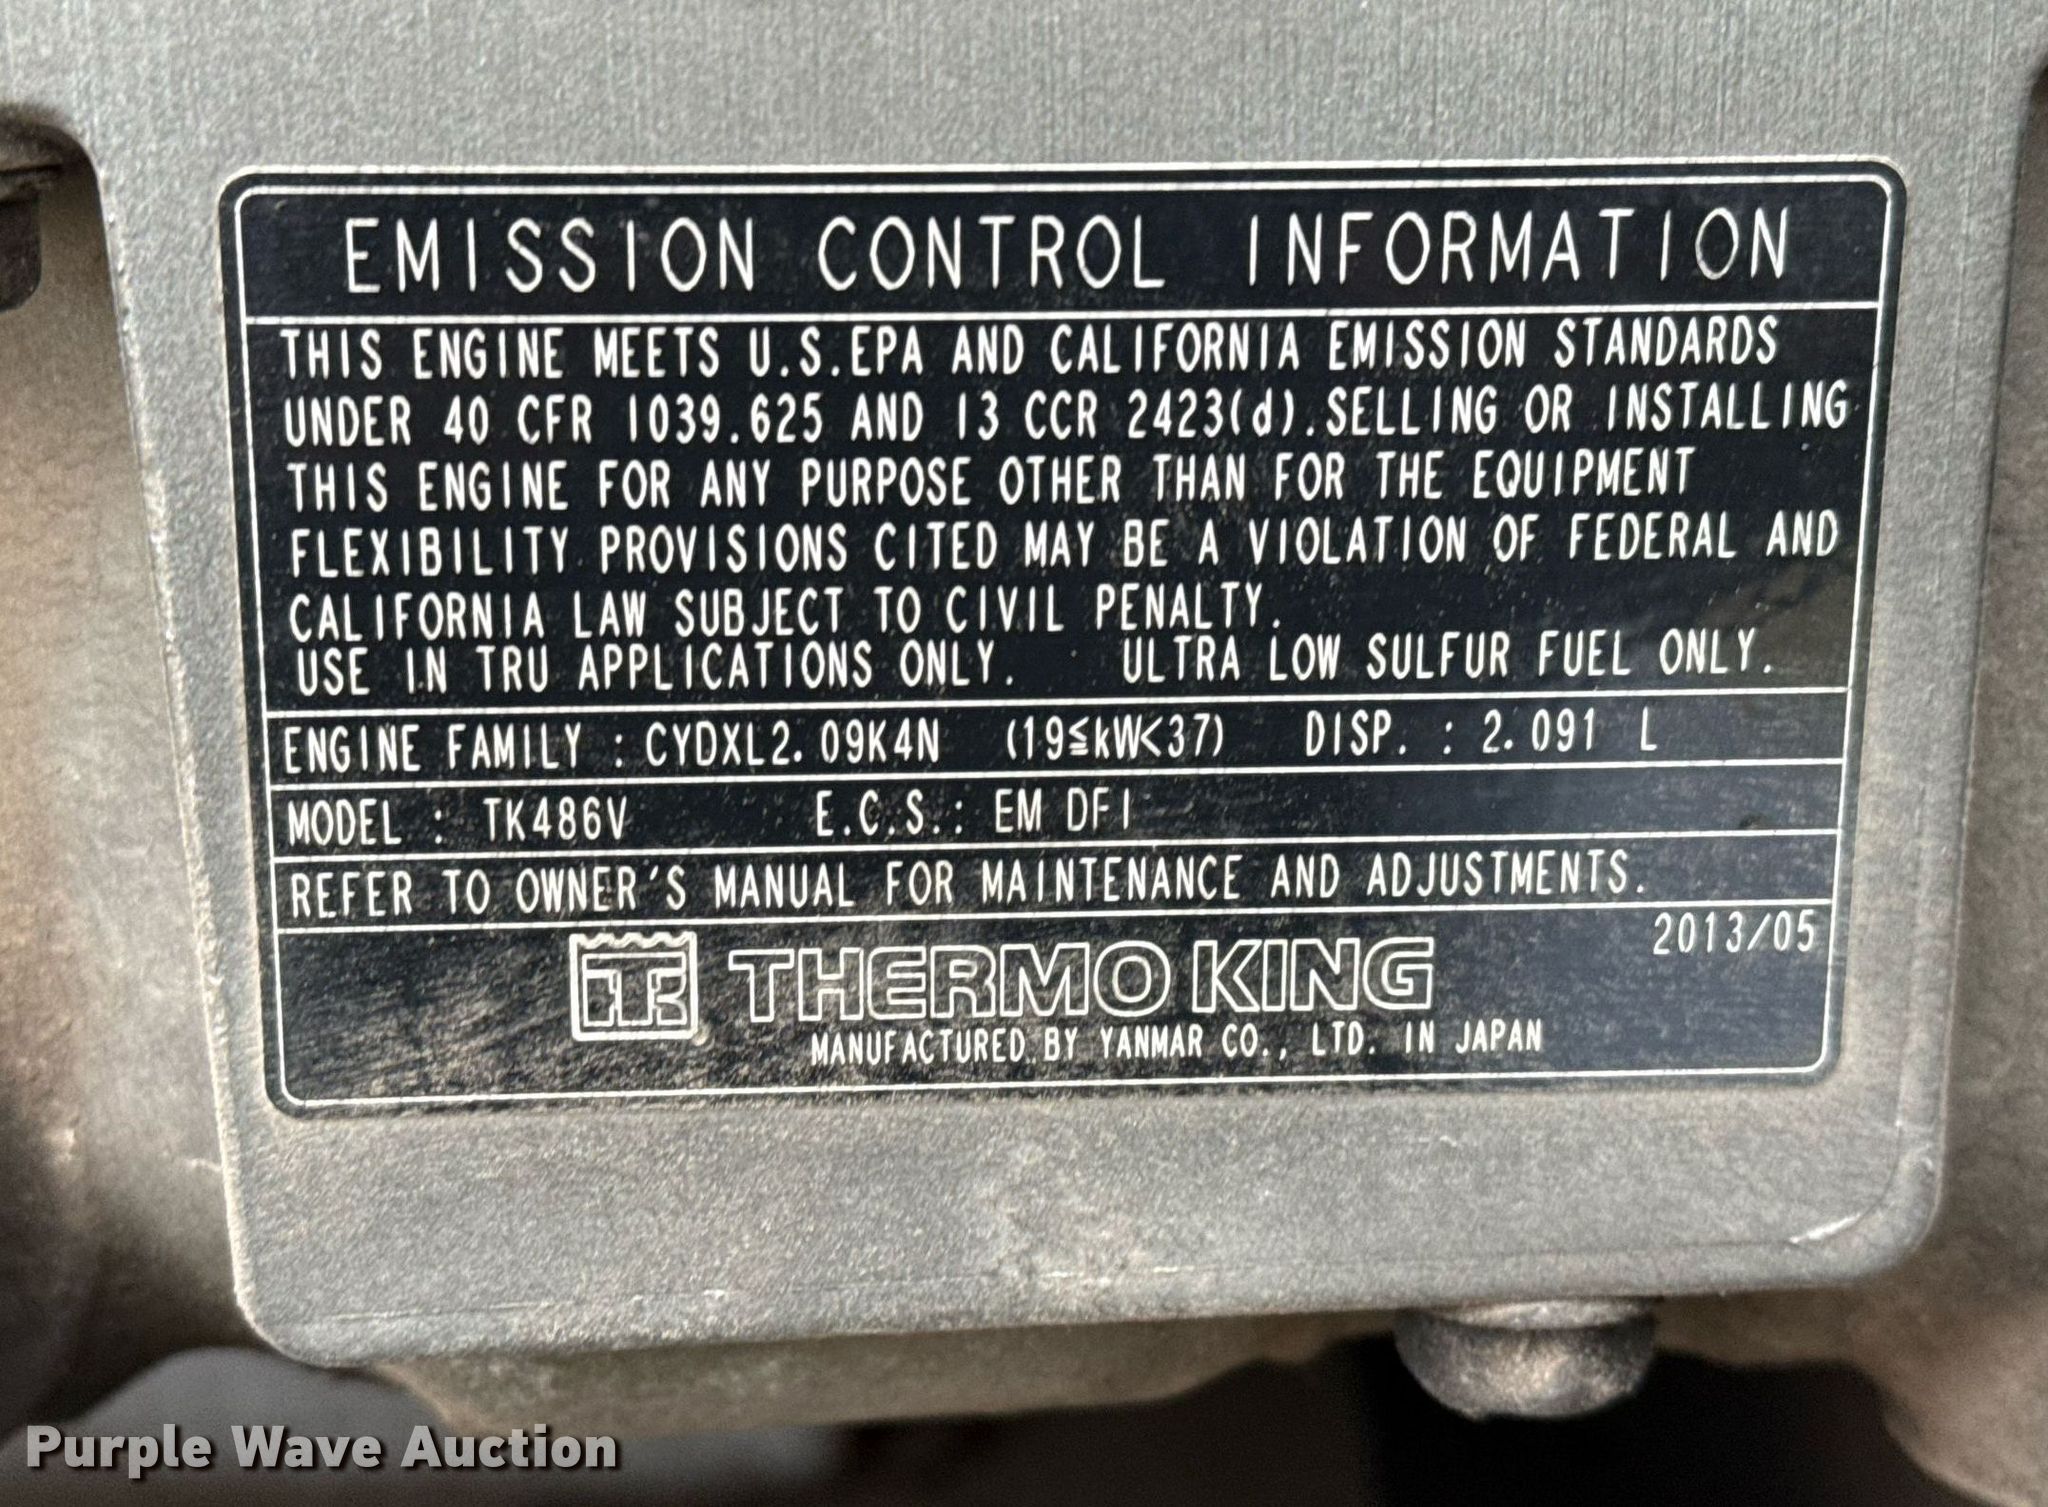 EMISSION CONTROL INFORMATION
THIS ENGINE MEETS U.S.EPA AND CALIFORNIA EMISSION STANDARDS
UNDER 40 CFR 1039.625 AND 13 CCR 2423(d).SELLING OR INSTALLING
THIS ENGINE FOR ANY PURPOSE OTHER THAN FOR THE EQUIPMENT
FLEXIBILITY PROVISIONS CITED MAY BE A VIOLATION OF FEDERAL AND
CALIFORNIA LAW SUBJECT TO CIVIL PENALTY.
USE IN TRU APPLICATIONS ONLY. ULTRA LOW SULFUR FUEL ONLY.
ENGINE FAMILY : CYDXL2.09K4N (19≦kW<37) DISP. : 2.091 L
MODEL : TK486V E.C.S.: EM DFI
REFER TO OWNER'S MANUAL FOR MAINTENANCE AND ADJUSTMENTS.
2013/05
TK THERMO KING
MANUFACTURED BY YANMAR CO., LTD. IN JAPAN
Purple Wave Auction